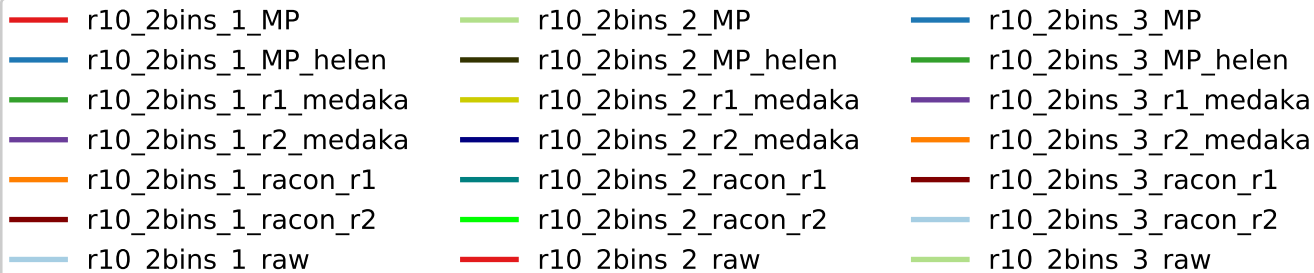 r10_2bins_1_MP
r10_2bins_1_MP_helen
r10_2bins_1_r1_medaka
r10_2bins_1_r2_medaka
r10_2bins_1_racon_r1
r10_2bins_1_racon_r2
r10_2bins_1_raw
r10_2bins_2_MP
r10_2bins_2_MP_helen
r10_2bins_2_r1_medaka
r10_2bins_2_r2_medaka
r10_2bins_2_racon_r1
r10_2bins_2_racon_r2
r10_2bins_2_raw
r10_2bins_3_MP
r10_2bins_3_MP_helen
r10_2bins_3_r1_medaka
r10_2bins_3_r2_medaka
r10_2bins_3_racon_r1
r10_2bins_3_racon_r2
r10_2bins_3_raw